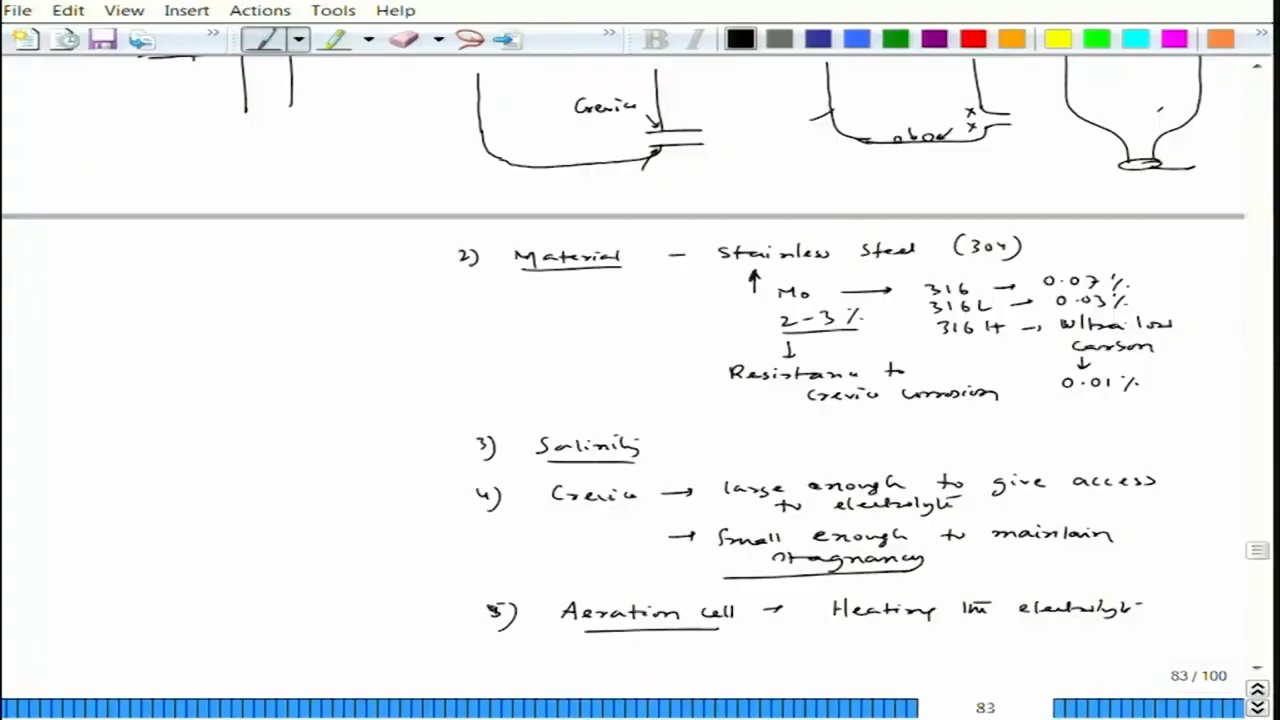 File Edit View Insert Actions Tools Help
Crevice
2) Material - Stainless Steel (304)
Mo → 316 → 0.07%
2-3% 316L → 0.03%
316H → Ultra low
Carbon
Resistance to
Crevice corrosion
0.01%
3) Salinity
4) Crevice → large enough to give access
to electrolyte
→ Small enough to maintain
Stagnancy
5) Aeration cell → Heating the electrolyte
83 / 100
83